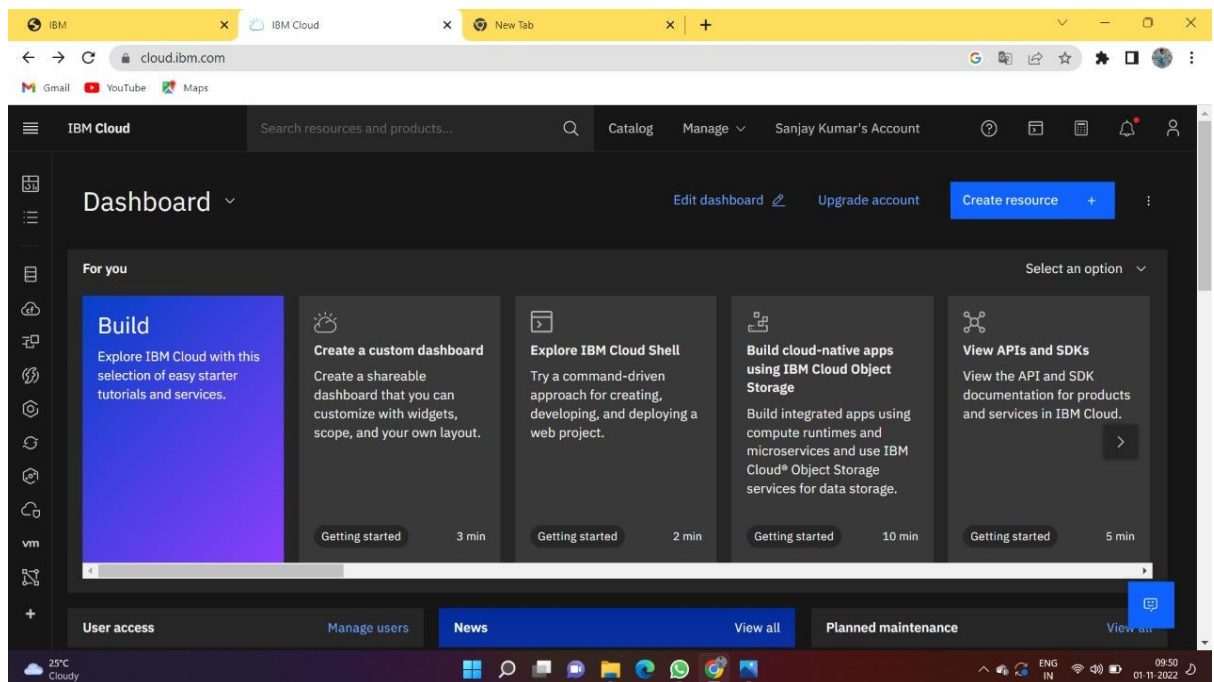 IBM
IBM Cloud
New Tab
cloud.ibm.com
Gmail YouTube Maps
IBM Cloud Search resources and products... Catalog Manage Sanjay Kumar's Account
Dashboard Edit dashboard Upgrade account Create resource +
For you Select an option
Build
Explore IBM Cloud with this
selection of easy starter
tutorials and services.
Create a custom dashboard
Create a shareable
dashboard that you can
customize with widgets,
scope, and your own layout.
Getting started 3 min
Explore IBM Cloud Shell
Try a command-driven
approach for creating,
developing, and deploying a
web project.
Getting started 2 min
Build cloud-native apps
using IBM Cloud Object
Storage
Build integrated apps using
compute runtimes and
microservices and use IBM
Cloud® Object Storage
services for data storage.
Getting started 10 min
View APIs and SDKs
View the API and SDK
documentation for products
and services in IBM Cloud.
Getting started 5 min
vm
User access Manage users
News View all
Planned maintenance View all
25°C
Cloudy
ENG
IN
09:50
01-11-2022